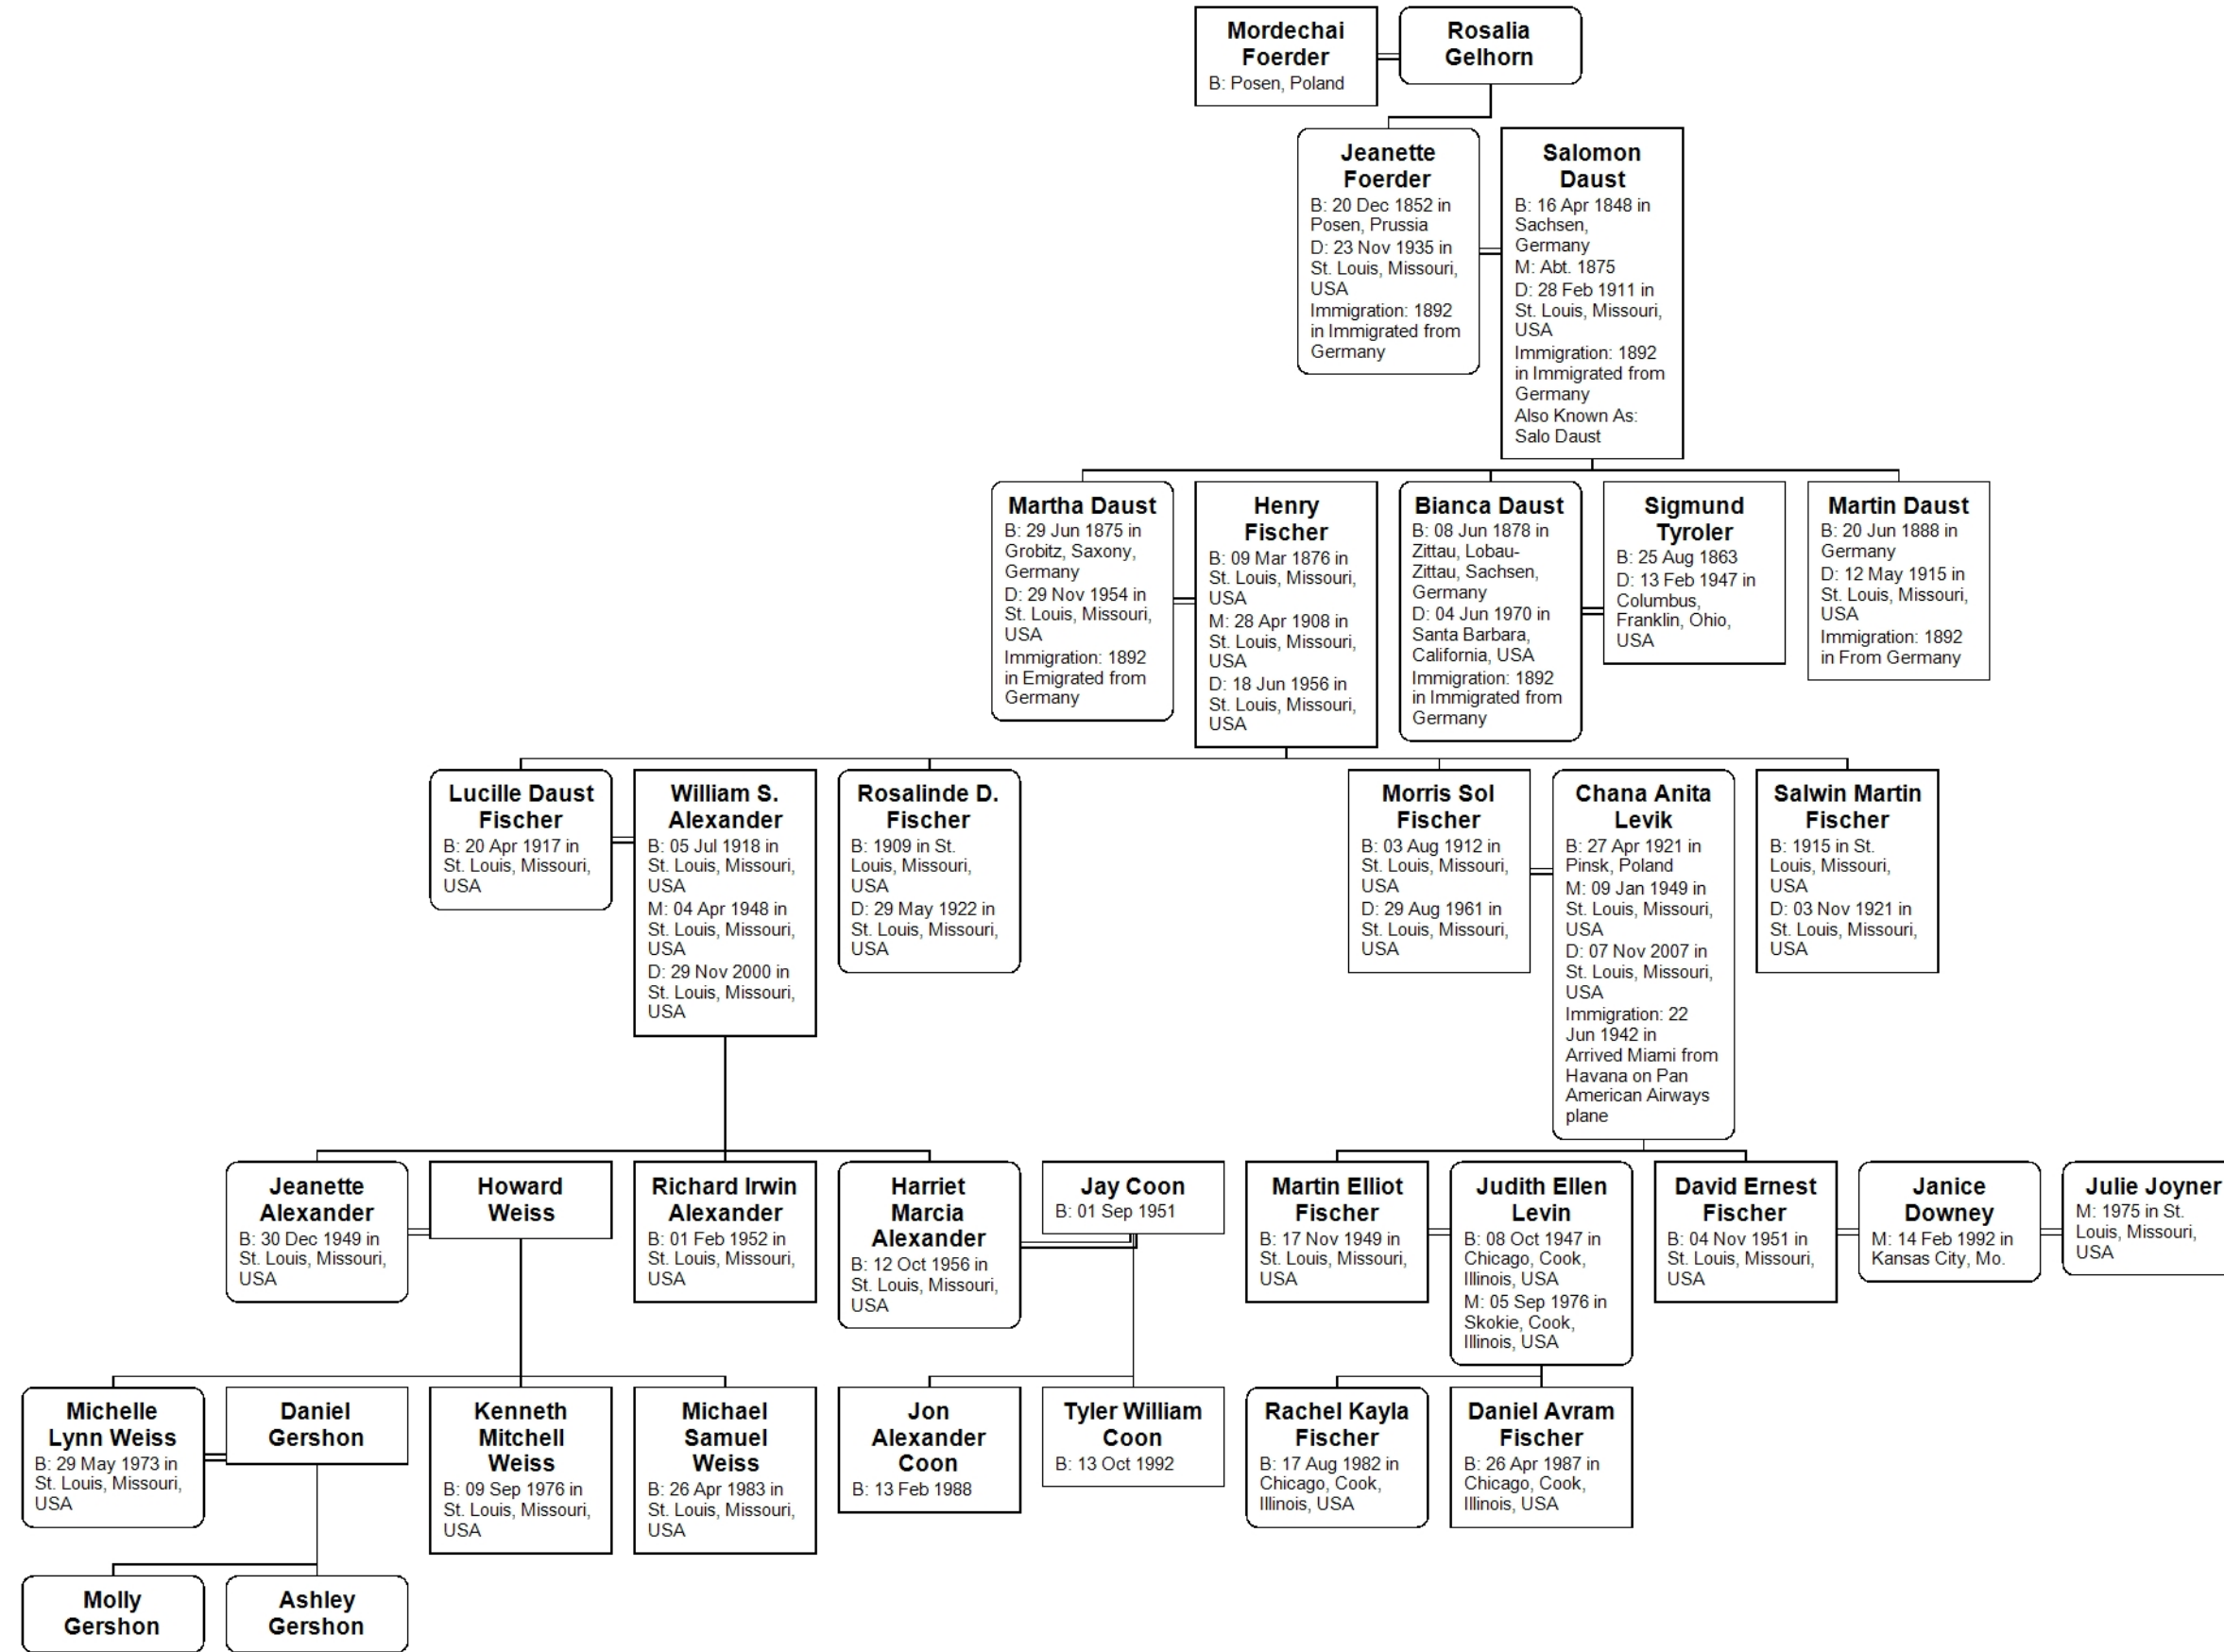 Mordechai
Foerder
B: Posen, Poland
Rosalia
Gelhorn
Jeanette
Foerder
B: 20 Dec 1852 in
Posen, Prussia
D: 23 Nov 1935 in
St. Louis, Missouri,
USA
Immigration: 1892
in Immigrated from
Germany
Salomon
Daust
B: 16 Apr 1848 in
Sachsen,
Germany
M: Abt. 1875
D: 28 Feb 1911 in
St. Louis, Missouri,
USA
Immigration: 1892
in Immigrated from
Germany
Also Known As:
Salo Daust
Martha Daust
B: 29 Jun 1875 in
Grobitz, Saxony,
Germany
D: 29 Nov 1954 in
St. Louis, Missouri,
USA
Immigration: 1892
in Emigrated from
Germany
Henry
Fischer
B: 09 Mar 1876 in
St. Louis, Missouri,
USA
M: 28 Apr 1908 in
St. Louis, Missouri,
USA
D: 18 Jun 1956 in
St. Louis, Missouri,
USA
Bianca Daust
B: 08 Jun 1878 in
Zittau, Lobau-
Zittau, Sachsen,
Germany
D: 04 Jun 1970 in
Santa Barbara,
California, USA
Immigration: 1892
in Immigrated from
Germany
Sigmund
Tyroler
B: 25 Aug 1863
D: 13 Feb 1947 in
Columbus,
Franklin, Ohio,
USA
Martin Daust
B: 20 Jun 1888 in
Germany
D: 12 May 1915 in
St. Louis, Missouri,
USA
Immigration: 1892
in From Germany
Lucille Daust
Fischer
B: 20 Apr 1917 in
St. Louis, Missouri,
USA
William S.
Alexander
B: 05 Jul 1918 in
St. Louis, Missouri,
USA
M: 04 Apr 1948 in
St. Louis, Missouri,
USA
D: 29 Nov 2000 in
St. Louis, Missouri,
USA
Rosalinde D.
Fischer
B: 1909 in St.
Louis, Missouri,
USA
D: 29 May 1922 in
St. Louis, Missouri,
USA
Morris Sol
Fischer
B: 03 Aug 1912 in
St. Louis, Missouri,
USA
D: 29 Aug 1961 in
St. Louis, Missouri,
USA
Chana Anita
Levik
B: 27 Apr 1921 in
Pinsk, Poland
M: 09 Jan 1949 in
St. Louis, Missouri,
USA
D: 07 Nov 2007 in
St. Louis, Missouri,
USA
Immigration: 22
Jun 1942 in
Arrived Miami from
Havana on Pan
American Airways
plane
Salwin Martin
Fischer
B: 1915 in St.
Louis, Missouri,
USA
D: 03 Nov 1921 in
St. Louis, Missouri,
USA
Jeanette
Alexander
B: 30 Dec 1949 in
St. Louis, Missouri,
USA
Howard
Weiss
Richard Irwin
Alexander
B: 01 Feb 1952 in
St. Louis, Missouri,
USA
Harriet
Marcia
Alexander
B: 12 Oct 1956 in
St. Louis, Missouri,
USA
Jay Coon
B: 01 Sep 1951
Martin Elliot
Fischer
B: 17 Nov 1949 in
St. Louis, Missouri,
USA
Judith Ellen
Levin
B: 08 Oct 1947 in
Chicago, Cook,
Illinois, USA
M: 05 Sep 1976 in
Skokie, Cook,
Illinois, USA
David Ernest
Fischer
B: 04 Nov 1951 in
St. Louis, Missouri,
USA
Janice
Downey
M: 14 Feb 1992 in
Kansas City, Mo.
Julie Joyner
M: 1975 in St.
Louis, Missouri,
USA
Michelle
Lynn Weiss
B: 29 May 1973 in
St. Louis, Missouri,
USA
Daniel
Gershon
Kenneth
Mitchell
Weiss
B: 09 Sep 1976 in
St. Louis, Missouri,
USA
Michael
Samuel
Weiss
B: 26 Apr 1983 in
St. Louis, Missouri,
USA
Jon
Alexander
Coon
B: 13 Feb 1988
Tyler William
Coon
B: 13 Oct 1992
Rachel Kayla
Fischer
B: 17 Aug 1982 in
Chicago, Cook,
Illinois, USA
Daniel Avram
Fischer
B: 26 Apr 1987 in
Chicago, Cook,
Illinois, USA
Molly
Gershon
Ashley
Gershon